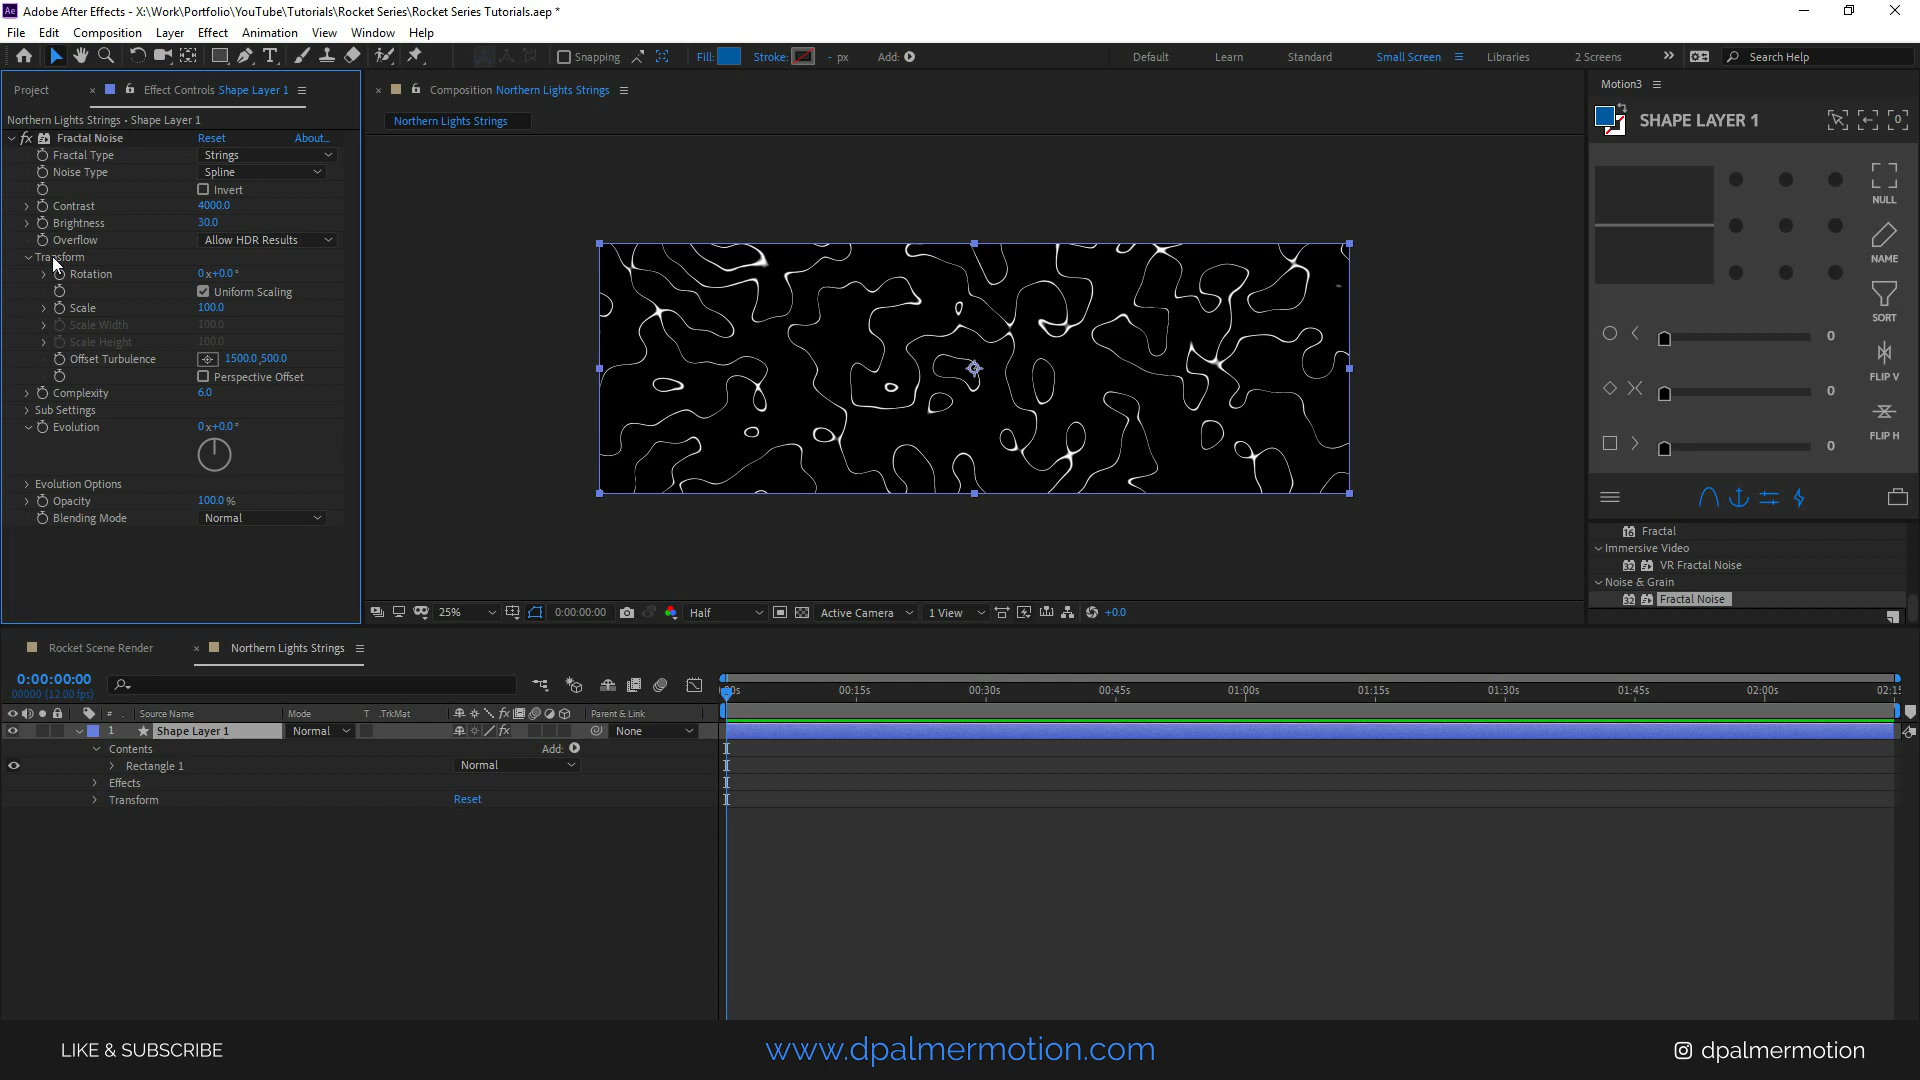 Ae Adobe After Effects - X:\Work\Portfolio\YouTube\Tutorials\Rocket Series\Rocket Series Tutorials.aep *
File Edit Composition Layer Effect Animation View Window Help
Snapping Fill: Stroke: - px Add: Default Learn Standard Small Screen Libraries 2 Screens Search Help
Project Effect Controls Shape Layer 1
Northern Lights Strings • Shape Layer 1
fx Fractal Noise Reset About...
Fractal Type Strings
Noise Type Spline
Invert
Contrast 4000.0
Brightness 30.0
Overflow Allow HDR Results
Transform
Rotation 0x+0.0°
Uniform Scaling
Scale 100.0
Scale Width 100.0
Scale Height 100.0
Offset Turbulence 1500.0,500.0
Perspective Offset
Complexity 6.0
Sub Settings
Evolution 0x+0.0°
Evolution Options
Opacity 100.0 %
Blending Mode Normal
Composition Northern Lights Strings
Northern Lights Strings
25% 0:00:00:00 Half Active Camera 1 View +0.0
Motion3
SHAPE LAYER 1
NULL
NAME
SORT
FLIP V
FLIP H
0
0
0
16 Fractal
Immersive Video
32 VR Fractal Noise
Noise & Grain
32 Fractal Noise
Rocket Scene Render Northern Lights Strings
0:00:00:00
00000 (12.00 fps)
00s 00:15s 00:30s 00:45s 01:00s 01:15s 01:30s 01:45s 02:00s 02:15
# Source Name Mode T .TrkMat fx Parent & Link
1 Shape Layer 1 Normal fx None
Contents Add:
Rectangle 1 Normal
Effects
Transform Reset
LIKE & SUBSCRIBE
www.dpalmermotion.com
dpalmermotion